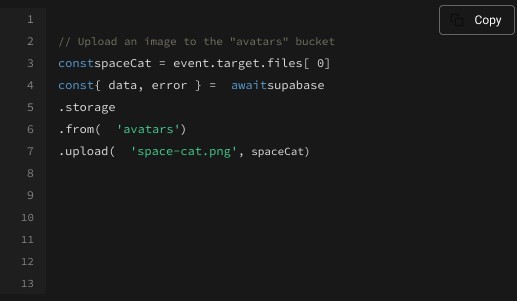 Copy
1
2 // Upload an image to the "avatars" bucket
3 constspaceCat = event.target.files[ 0]
4 const{ data, error } =  awaitsupabase
5 .storage
6 .from(  'avatars')
7 .upload(  'space-cat.png', spaceCat)
8
9
10
11
12
13